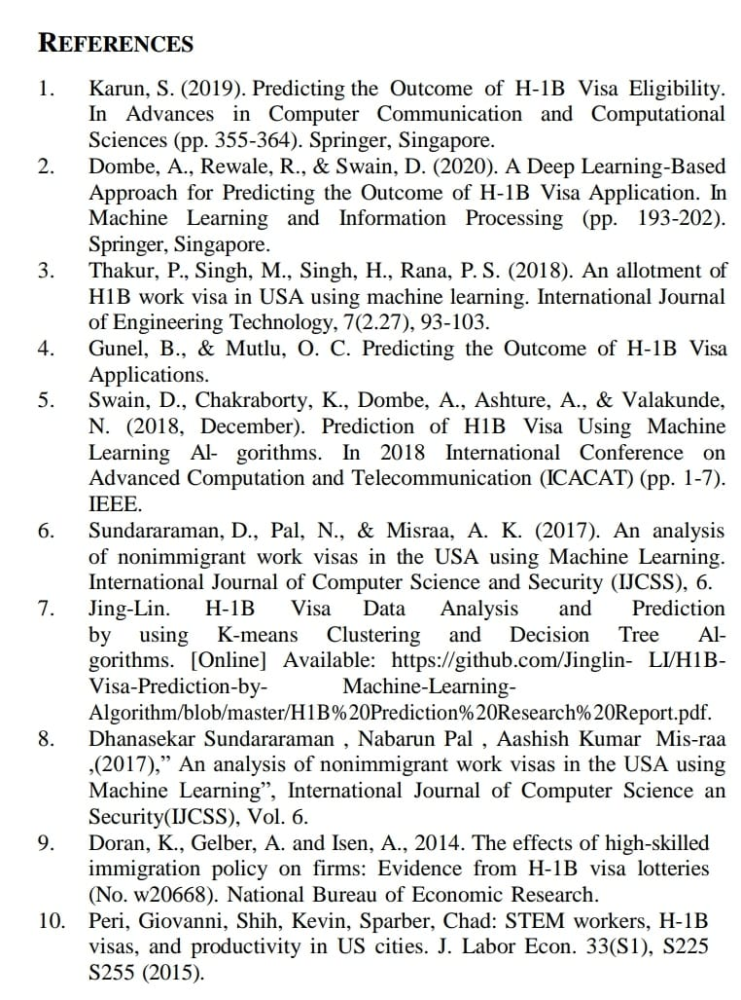 REFERENCES
1. Karun, S. (2019). Predicting the Outcome of H-1B Visa Eligibility.
In Advances in Computer Communication and Computational
Sciences (pp. 355-364). Springer, Singapore.
2. Dombe, A., Rewale, R., & Swain, D. (2020). A Deep Learning-Based
Approach for Predicting the Outcome of H-1B Visa Application. In
Machine Learning and Information Processing (pp. 193-202).
Springer, Singapore.
3. Thakur, P., Singh, M., Singh, H., Rana, P. S. (2018). An allotment of
H1B work visa in USA using machine learning. International Journal
of Engineering Technology, 7(2.27), 93-103.
4. Gunel, B., & Mutlu, O. C. Predicting the Outcome of H-1B Visa
Applications.
5. Swain, D., Chakraborty, K., Dombe, A., Ashture, A., & Valakunde,
N. (2018, December). Prediction of H1B Visa Using Machine
Learning Al- gorithms. In 2018 International Conference on
Advanced Computation and Telecommunication (ICACAT) (pp. 1-7).
IEEE.
6. Sundararaman, D., Pal, N., & Misraa, A. K. (2017). An analysis
of nonimmigrant work visas in the USA using Machine Learning.
International Journal of Computer Science and Security (IJCSS), 6.
7. Jing-Lin. H-1B Visa Data Analysis and Prediction
by using K-means Clustering and Decision Tree Al-
gorithms. [Online] Available: https://github.com/Jinglin- LI/H1B-
Visa-Prediction-by- Machine-Learning-
Algorithm/blob/master/H1B%20Prediction%20Research%20Report.pdf.
8. Dhanasekar Sundararaman , Nabarun Pal , Aashish Kumar Mis-raa
,(2017),” An analysis of nonimmigrant work visas in the USA using
Machine Learning”, International Journal of Computer Science an
Security(IJCSS), Vol. 6.
9. Doran, K., Gelber, A. and Isen, A., 2014. The effects of high-skilled
immigration policy on firms: Evidence from H-1B visa lotteries
(No. w20668). National Bureau of Economic Research.
10. Peri, Giovanni, Shih, Kevin, Sparber, Chad: STEM workers, H-1B
visas, and productivity in US cities. J. Labor Econ. 33(S1), S225
S255 (2015).